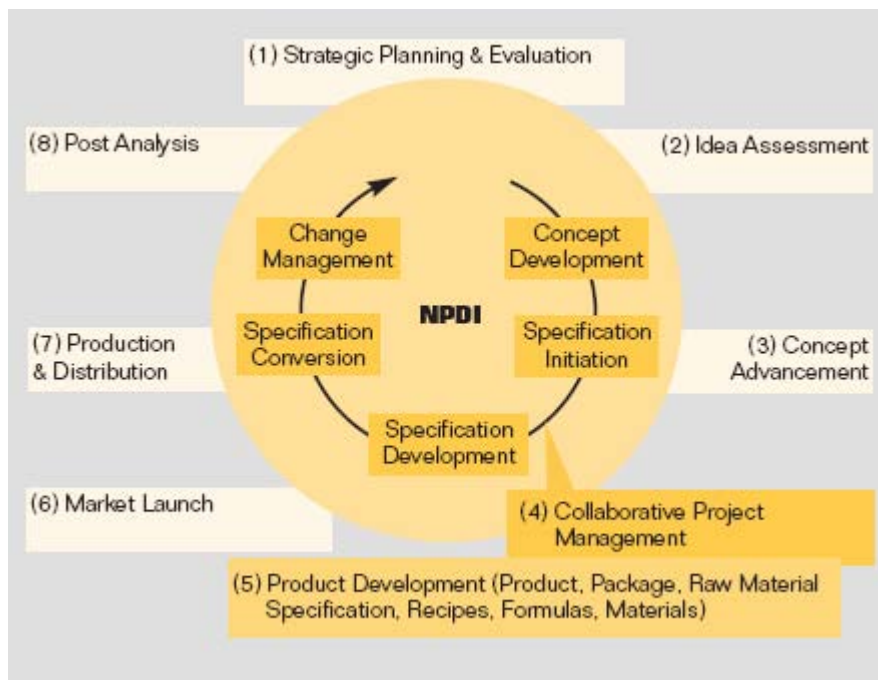 (1) Strategic Planning & Evaluation
(8) Post Analysis
(2) Idea Assessment
Change
Management
Concept
Development
NPDI
Specification
Conversion
Specification
Initiation
(7) Production
& Distribution
(3) Concept
Advancement
Specification
Development
(6) Market Launch
(4) Collaborative Project
Management
(5) Product Development (Product, Package, Raw Material
Specification, Recipes, Formulas, Materials)